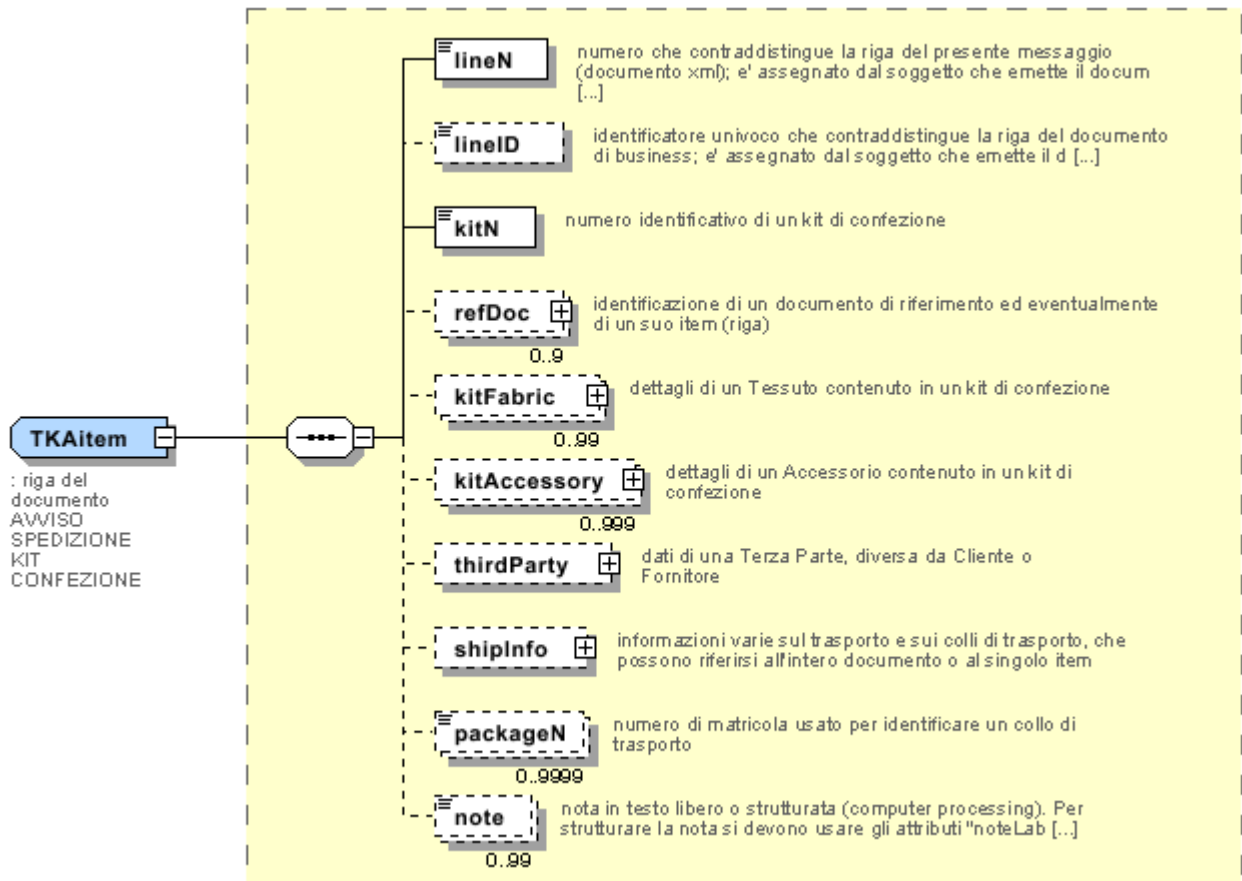 lineN
numero che contraddistingue la riga del presente messaggio
(documento xml); e' assegnato dal soggetto che emette il docum
[...]
lineID
identificatore univoco che contraddistingue la riga del documento
di business; e' assegnato dal soggetto che emette il d [...]
kitN
numero identificativo di un kit di confezione
refDoc
identificazione di un documento di riferimento ed eventualmente
di un suo item (riga)
0..9
kitFabric
dettagli di un Tessuto contenuto in un kit di confezione
0..99
TKAitem
: riga del
documento
AVVISO
SPEDIZIONE
KIT
CONFEZIONE
kitAccessory
dettagli di un Accessorio contenuto in un kit di
confezione
0..999
thirdParty
dati di una Terza Parte, diversa da Cliente o
Fornitore
shipInfo
informazioni varie sul trasporto e sui colli di trasporto, che
possono riferirsi all'intero documento o al singolo item
packageN
numero di matricola usato per identificare un collo di
trasporto
0..9999
note
nota in testo libero o strutturata (computer processing). Per
strutturare la nota si devono usare gli attributi "noteLab [...]
0..99